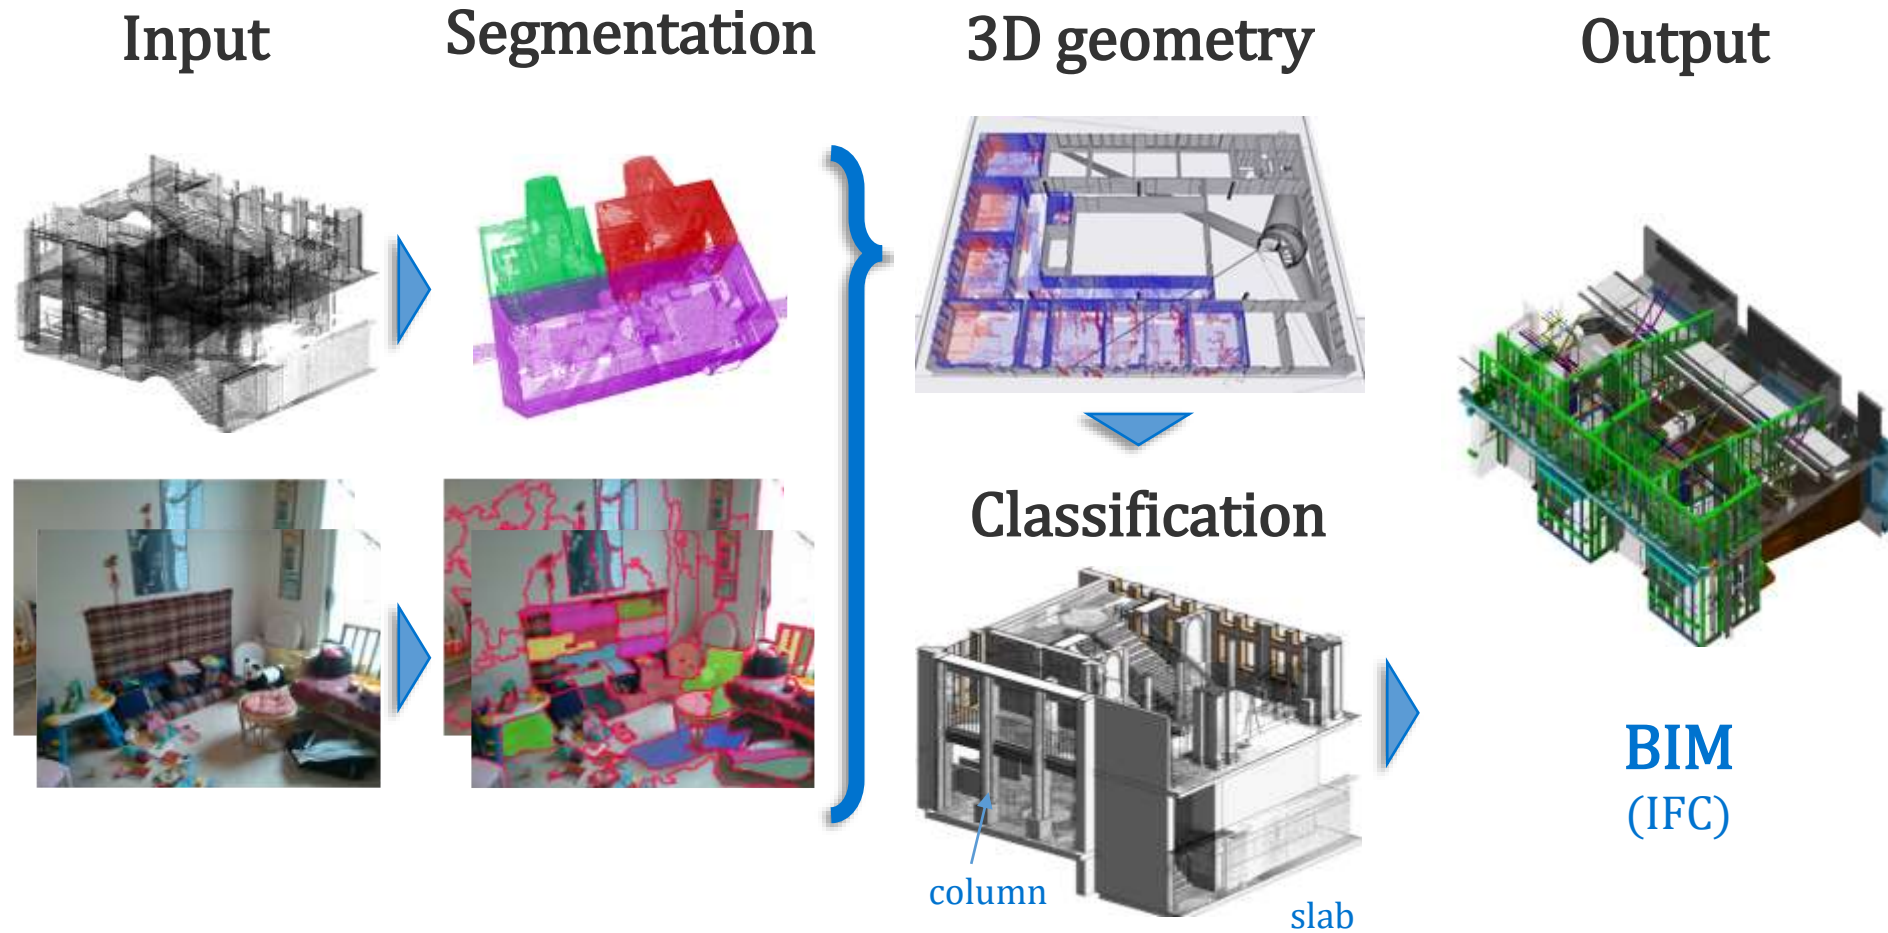 Input
Segmentation
3D geometry
Output
Classification
column
slab
BIM
(IFC)